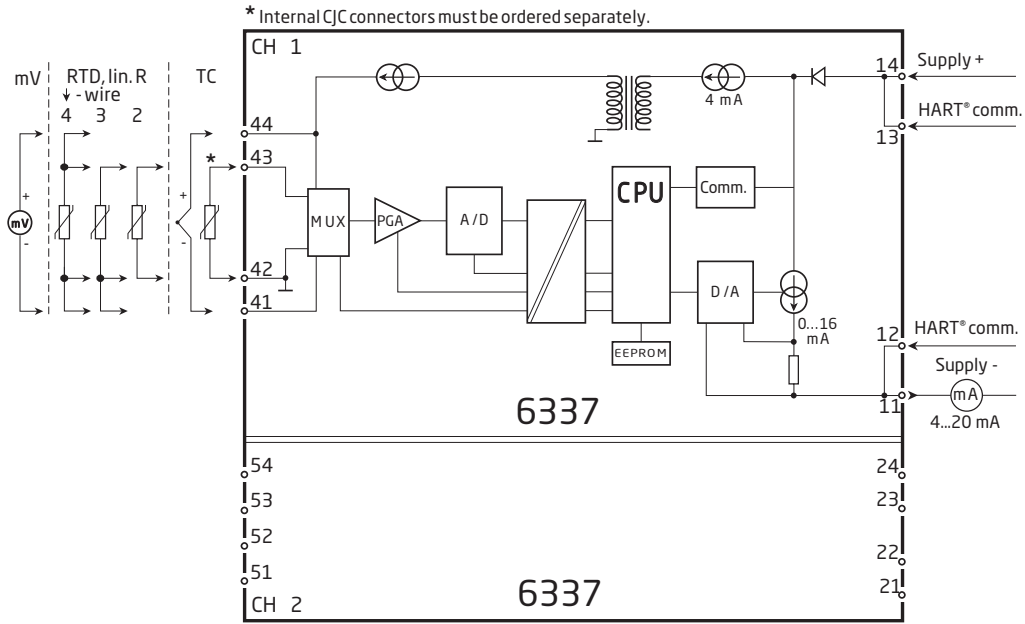 * Internal CJC connectors must be ordered separately.
CH 1
mV
RTD, lin. R
- wire
4 3 2
TC
*
44
43
42
41
+
mV
-
+
-
MUX
PGA
A/D
CPU
Comm.
D/A
EEPROM
4 mA
0...16
mA
14
Supply +
HART® comm.
13
12
HART® comm.
Supply -
11
mA
4...20 mA
6337
54
53
52
51
24
23
22
21
CH 2
6337